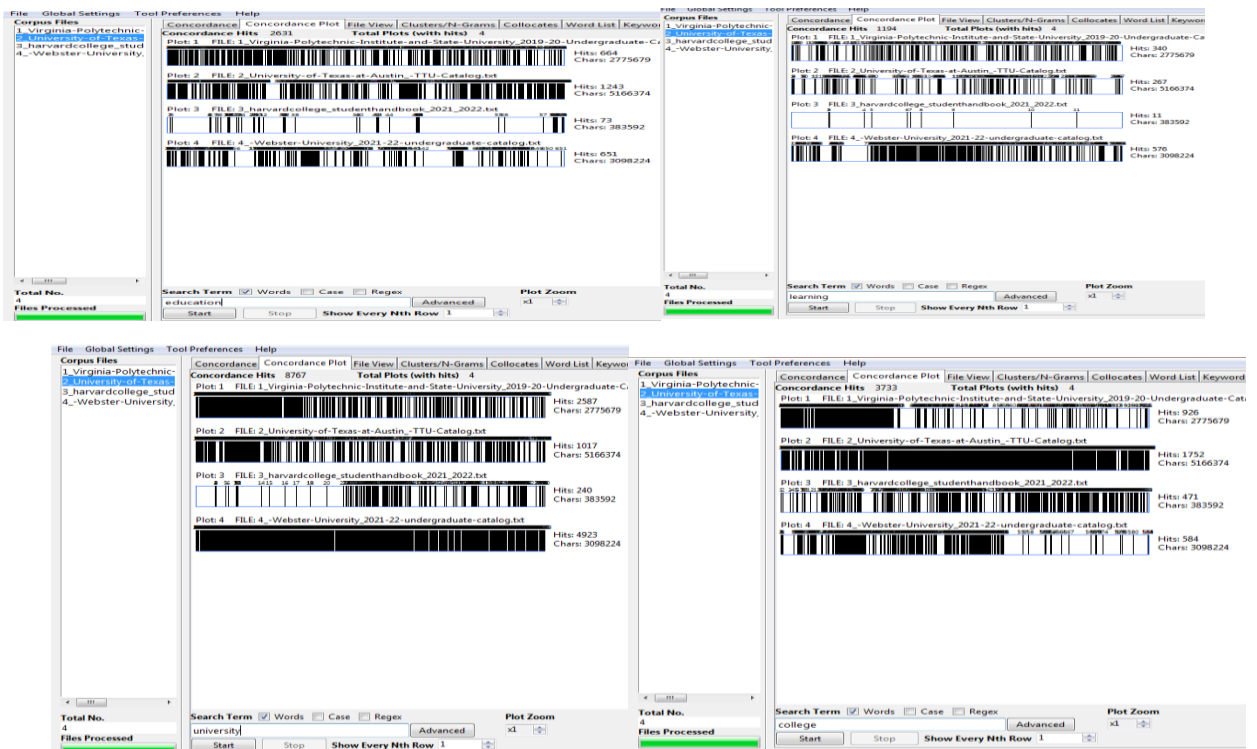 File Global Settings Tool Preferences Help
Corpus Files
1_Virginia-Polytechnic-
2_University-of-Texas-
3_harvardcollege_stud
4_-Webster-University,
Total No.
4
Files Processed
Concordance Concordance Plot File View Clusters/N-Grams Collocates Word List Keywo
Concordance Hits 2631 Total Plots (with hits) 4
Plot: 1 FILE: 1_Virginia-Polytechnic-Institute-and-State-University_2019-20-Undergraduate-C
Hits: 664
Chars: 2775679
Plot: 2 FILE: 2_University-of-Texas-at-Austin_-TTU-Catalog.txt
Hits: 1243
Chars: 5166374
Plot: 3 FILE: 3_harvardcollege_studenthandbook_2021_2022.txt
Hits: 73
Chars: 383592
Plot: 4 FILE: 4_-Webster-University_2021-22-undergraduate-catalog.txt
Hits: 651
Chars: 3098224
Search Term Words Case Regex Plot Zoom
education Advanced x1
Start Stop Show Every Nth Row 1
File Global Settings Tool Preferences Help
Corpus Files
1_Virginia-Polytechnic-
2_University-of-Texas-
3_harvardcollege_stud
4_-Webster-University,
Total No.
4
Files Processed
Concordance Concordance Plot File View Clusters/N-Grams Collocates Word List Keywor
Concordance Hits 1194 Total Plots (with hits) 4
Plot: 1 FILE: 1_Virginia-Polytechnic-Institute-and-State-University_2019-20-Undergraduate-Ca
Hits: 340
Chars: 2775679
Plot: 2 FILE: 2_University-of-Texas-at-Austin_-TTU-Catalog.txt
Hits: 267
Chars: 5166374
Plot: 3 FILE: 3_harvardcollege_studenthandbook_2021_2022.txt
Hits: 11
Chars: 383592
Plot: 4 FILE: 4_-Webster-University_2021-22-undergraduate-catalog.txt
Hits: 576
Chars: 3098224
Search Term Words Case Regex Plot Zoom
learning Advanced x1
Start Stop Show Every Nth Row 1
File Global Settings Tool Preferences Help
Corpus Files
1_Virginia-Polytechnic-
2_University-of-Texas-
3_harvardcollege_stud
4_-Webster-University,
Total No.
4
Files Processed
Concordance Concordance Plot File View Clusters/N-Grams Collocates Word List Keywo
Concordance Hits 8767 Total Plots (with hits) 4
Plot: 1 FILE: 1_Virginia-Polytechnic-Institute-and-State-University_2019-20-Undergraduate-C
Hits: 2587
Chars: 2775679
Plot: 2 FILE: 2_University-of-Texas-at-Austin_-TTU-Catalog.txt
Hits: 1017
Chars: 5166374
Plot: 3 FILE: 3_harvardcollege_studenthandbook_2021_2022.txt
Hits: 240
Chars: 383592
Plot: 4 FILE: 4_-Webster-University_2021-22-undergraduate-catalog.txt
Hits: 4923
Chars: 3098224
Search Term Words Case Regex Plot Zoom
university Advanced x1
Start Stop Show Every Nth Row 1
File Global Settings Tool Preferences Help
Corpus Files
1_Virginia-Polytechnic-
2_University-of-Texas-
3_harvardcollege_stud
4_-Webster-University,
Total No.
4
Files Processed
Concordance Concordance Plot File View Clusters/N-Grams Collocates Word List Keyword
Concordance Hits 3733 Total Plots (with hits) 4
Plot: 1 FILE: 1_Virginia-Polytechnic-Institute-and-State-University_2019-20-Undergraduate-Cat
Hits: 926
Chars: 2775679
Plot: 2 FILE: 2_University-of-Texas-at-Austin_-TTU-Catalog.txt
Hits: 1752
Chars: 5166374
Plot: 3 FILE: 3_harvardcollege_studenthandbook_2021_2022.txt
Hits: 471
Chars: 383592
Plot: 4 FILE: 4_-Webster-University_2021-22-undergraduate-catalog.txt
Hits: 584
Chars: 3098224
Search Term Words Case Regex Plot Zoom
college Advanced x1
Start Stop Show Every Nth Row 1